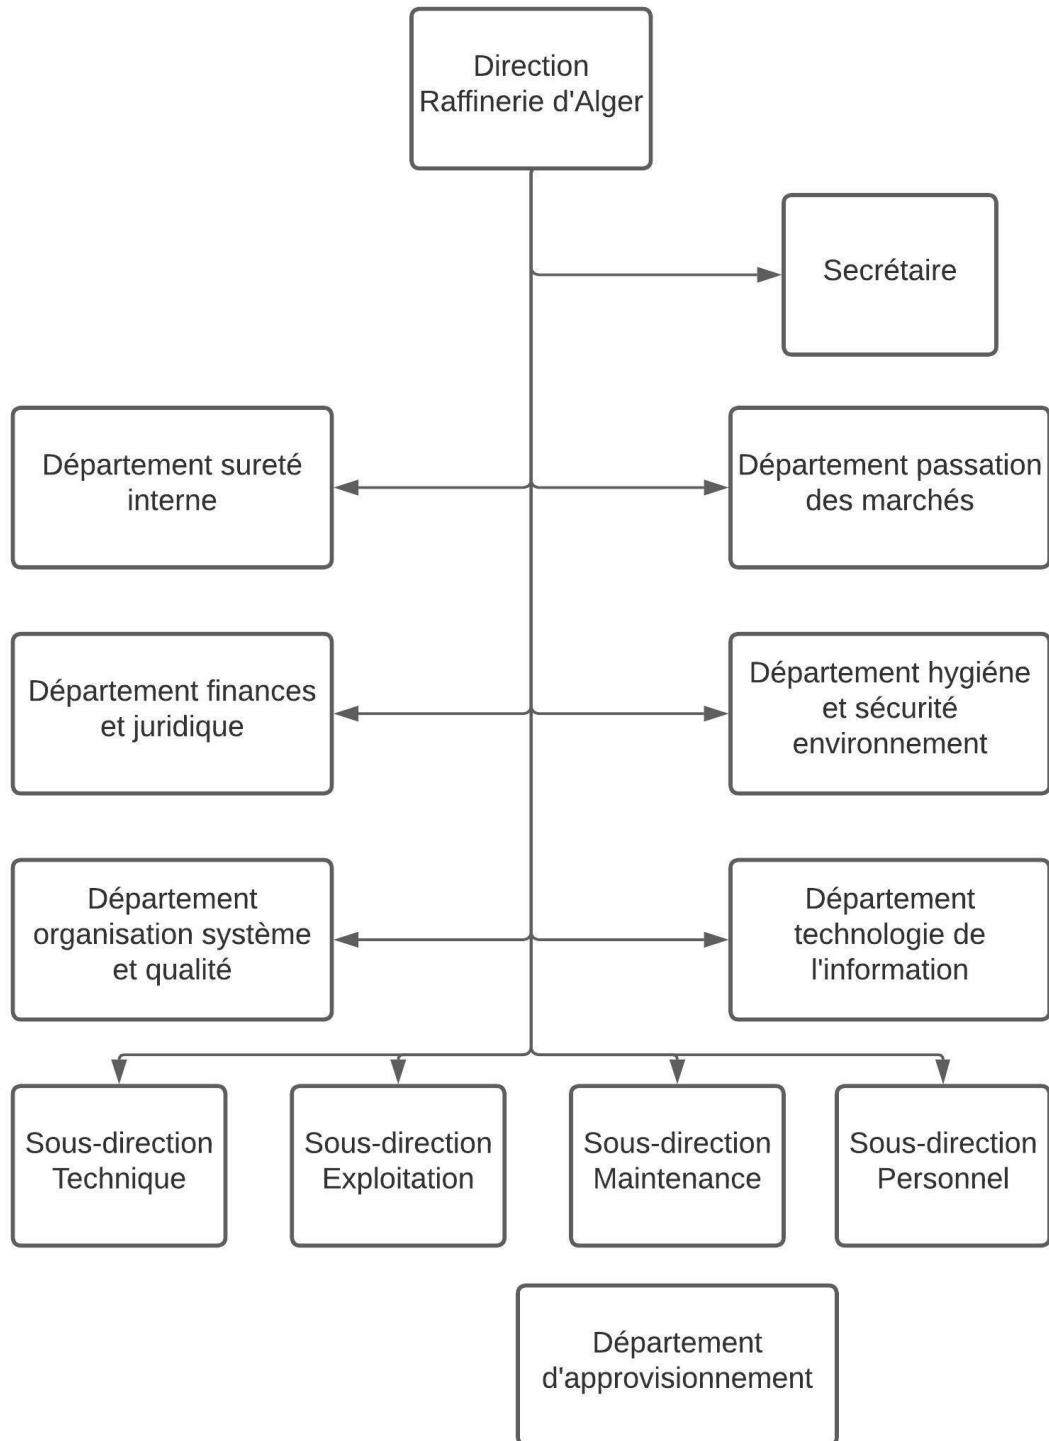 Direction
Raffinerie d'Alger
Secrétaire
Département sureté
interne
Département passation
des marchés
Département finances
et juridique
Département hygiéne
et sécurité
environnement
Département
organisation système
et qualité
Département
technologie de
l'information
Sous-direction
Technique
Sous-direction
Exploitation
Sous-direction
Maintenance
Sous-direction
Personnel
Département
d'approvisionnement